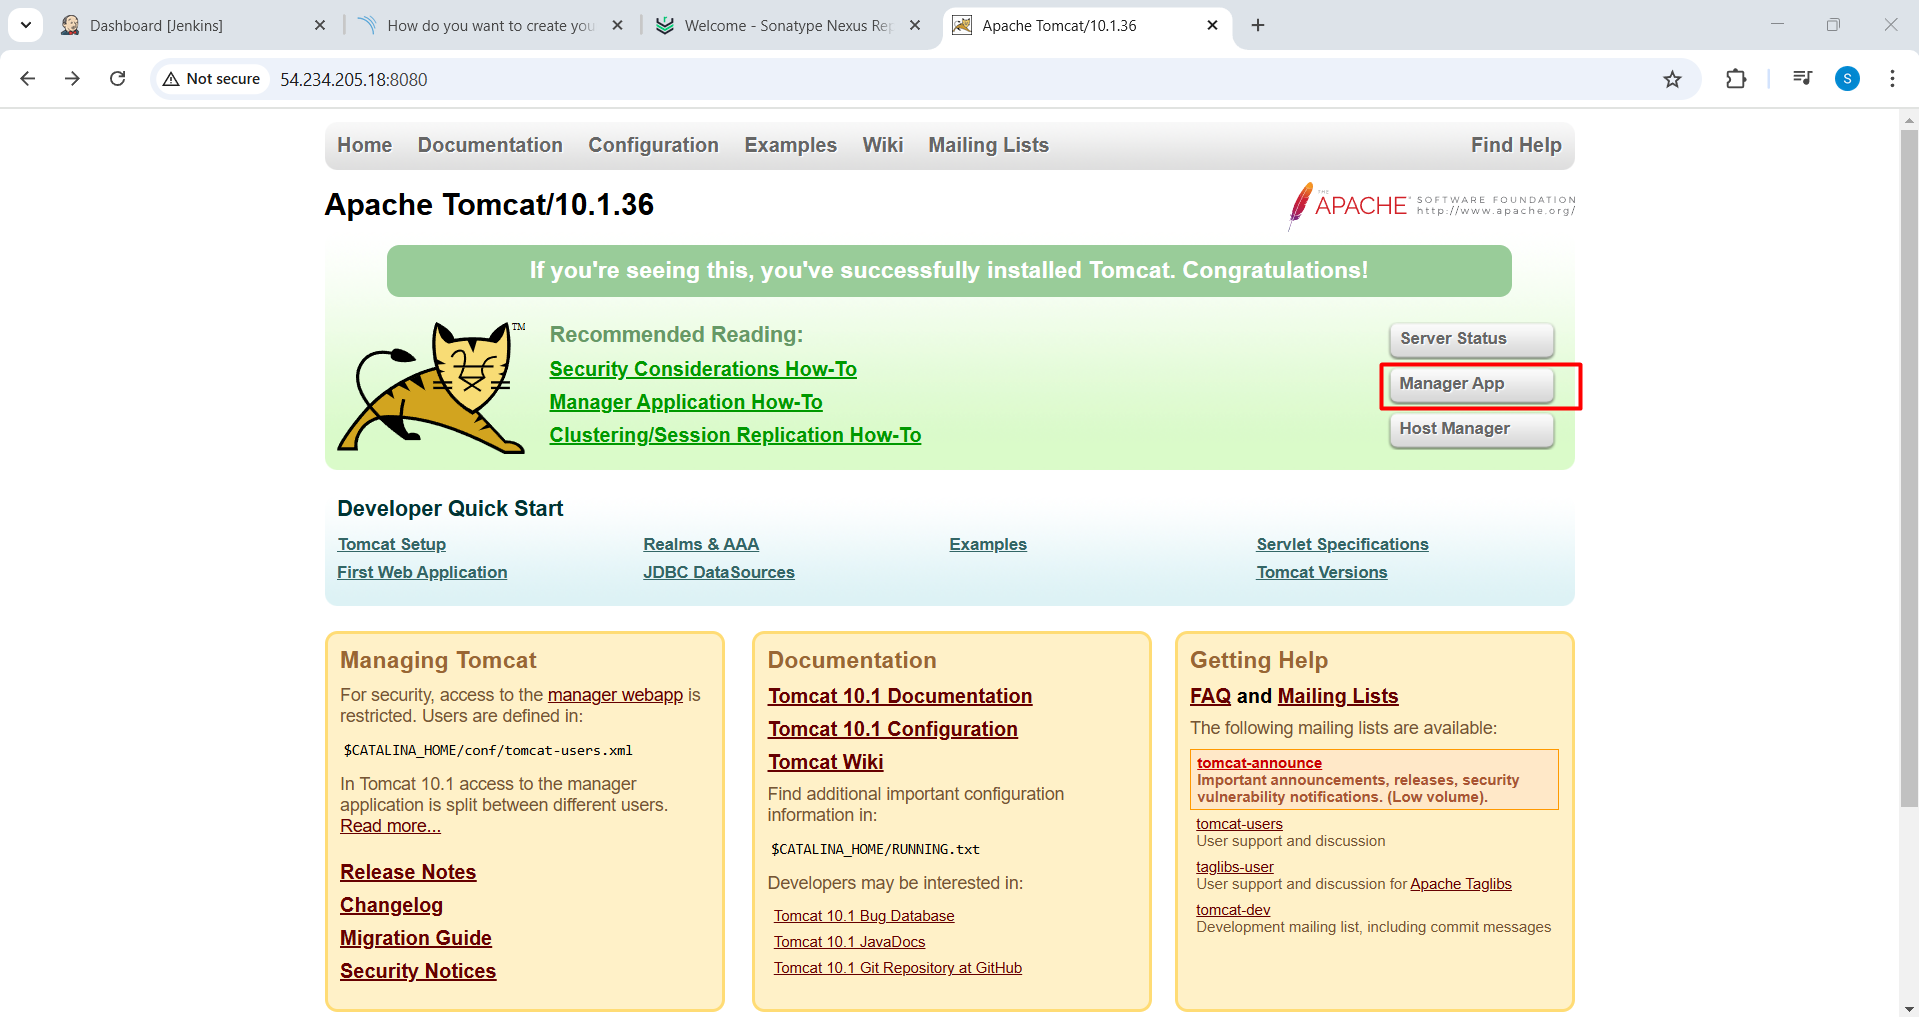 Dashboard [Jenkins]
How do you want to create you
Welcome - Sonatype Nexus Rep
Apache Tomcat/10.1.36
Not secure
54.234.205.18:8080
S
Home Documentation Configuration Examples Wiki Mailing Lists Find Help
Apache Tomcat/10.1.36
THE
APACHE SOFTWARE FOUNDATION
http://www.apache.org/
If you're seeing this, you've successfully installed Tomcat. Congratulations!
TM
Recommended Reading:
Security Considerations How-To
Manager Application How-To
Clustering/Session Replication How-To
Server Status
Manager App
Host Manager
Developer Quick Start
Tomcat Setup
First Web Application
Realms & AAA
JDBC DataSources
Examples
Servlet Specifications
Tomcat Versions
Managing Tomcat
For security, access to the manager webapp is
restricted. Users are defined in:
$CATALINA_HOME/conf/tomcat-users.xml
In Tomcat 10.1 access to the manager
application is split between different users.
Read more...
Release Notes
Changelog
Migration Guide
Security Notices
Documentation
Tomcat 10.1 Documentation
Tomcat 10.1 Configuration
Tomcat Wiki
Find additional important configuration
information in:
$CATALINA_HOME/RUNNING.txt
Developers may be interested in:
Tomcat 10.1 Bug Database
Tomcat 10.1 JavaDocs
Tomcat 10.1 Git Repository at GitHub
Getting Help
FAQ and Mailing Lists
The following mailing lists are available:
tomcat-announce
Important announcements, releases, security
vulnerability notifications. (Low volume).
tomcat-users
User support and discussion
taglibs-user
User support and discussion for Apache Taglibs
tomcat-dev
Development mailing list, including commit messages